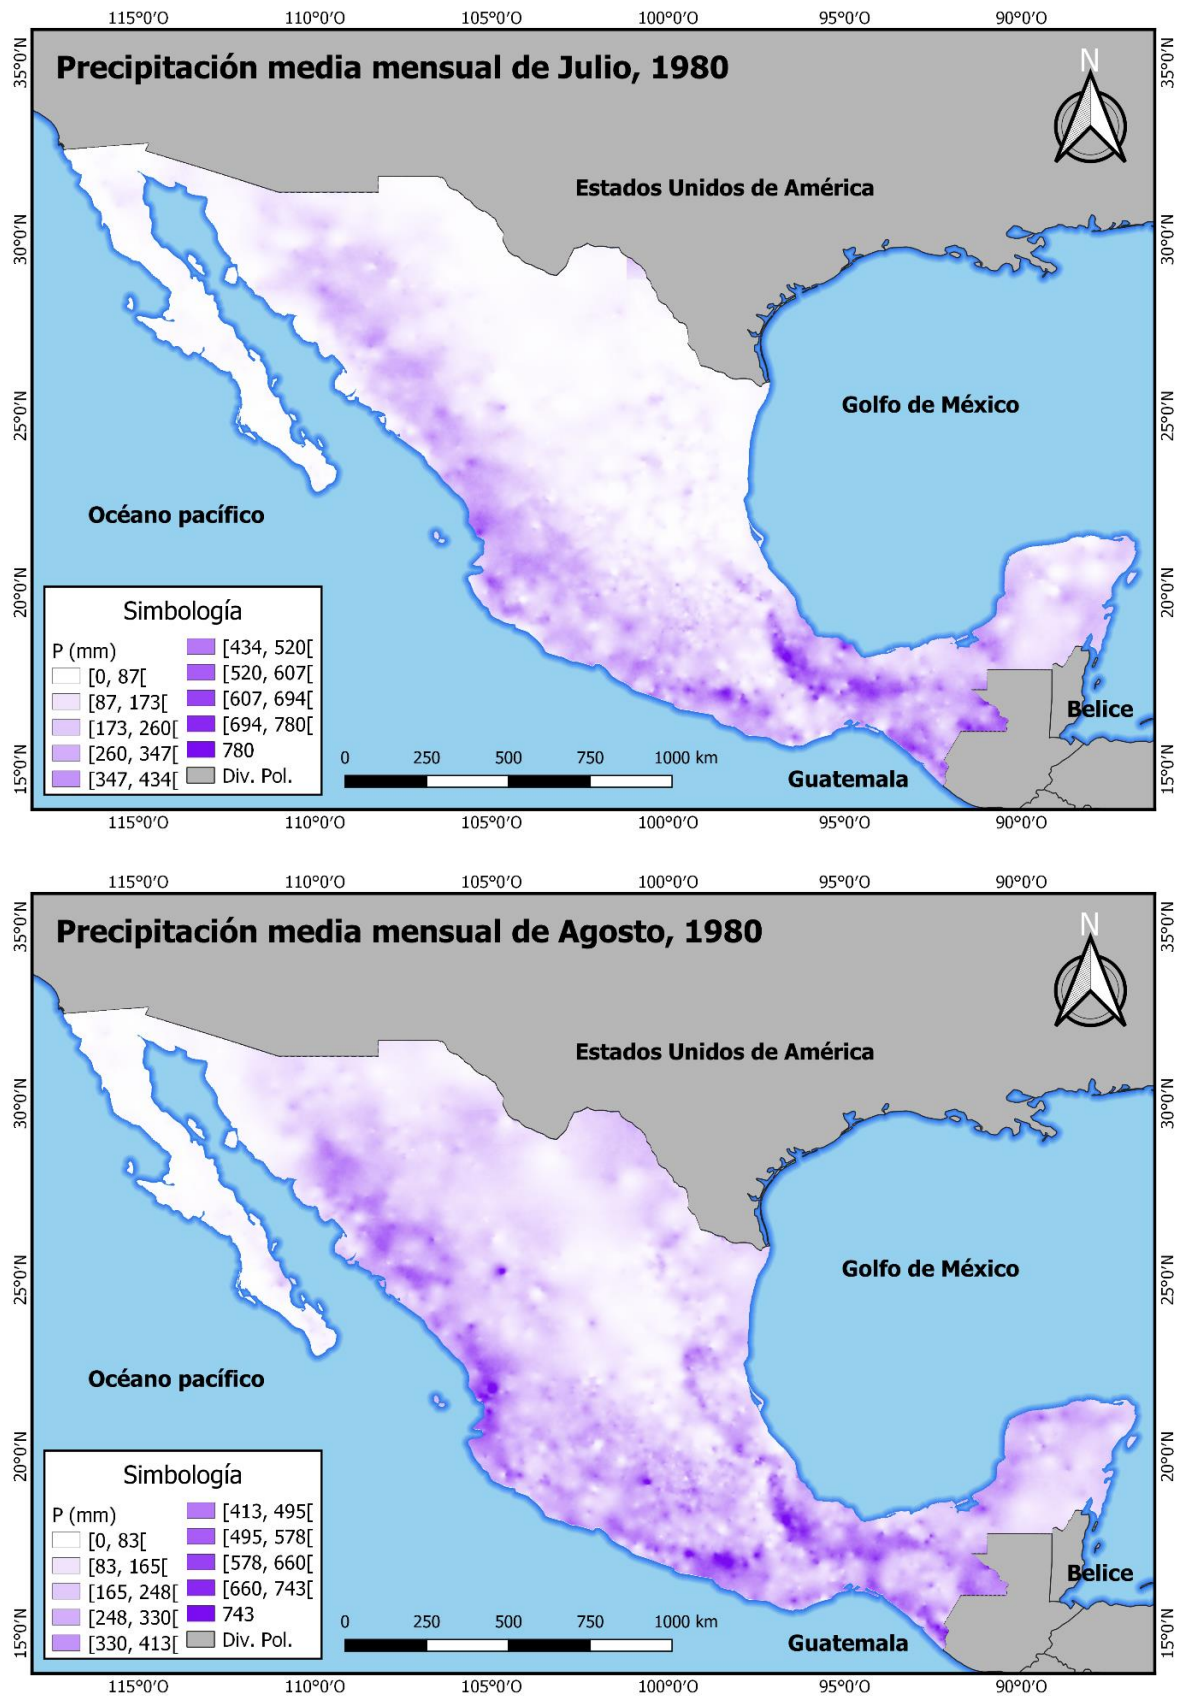 115°0'0 110°0'0 105°0'0 100°0'0 95°0'0 90°0'0
Precipitación media mensual de Julio, 1980
N
35°0'N 35°0'N
Estados Unidos de América
30°0'N 30°0'N
Golfo de México
25°0'N 25°0'N
Océano pacífico
20°0'N 20°0'N
Simbología
P (mm)
[0, 87[
[87, 173[
[173, 260[
[260, 347[
[347, 434[
[434, 520[
[520, 607[
[607, 694[
[694, 780[
780
Div. Pol.
0 250 500 750 1000 km
Belice
Guatemala
15°0'N 15°0'N
115°0'O 110°0'O 105°0'O 100°0'O 95°0'O 90°0'O
115°0'O 110°0'O 105°0'O 100°0'O 95°0'O 90°0'O
Precipitación media mensual de Agosto, 1980
N
35°0'N 35°0'N
Estados Unidos de América
30°0'N 30°0'N
Golfo de México
25°0'N 25°0'N
Océano pacífico
20°0'N 20°0'N
Simbología
P (mm)
[0, 83[
[83, 165[
[165, 248[
[248, 330[
[330, 413[
[413, 495[
[495, 578[
[578, 660[
[660, 743[
743
Div. Pol.
0 250 500 750 1000 km
Belice
Guatemala
15°0'N 15°0'N
115°0'O 110°0'O 105°0'O 100°0'O 95°0'O 90°0'O